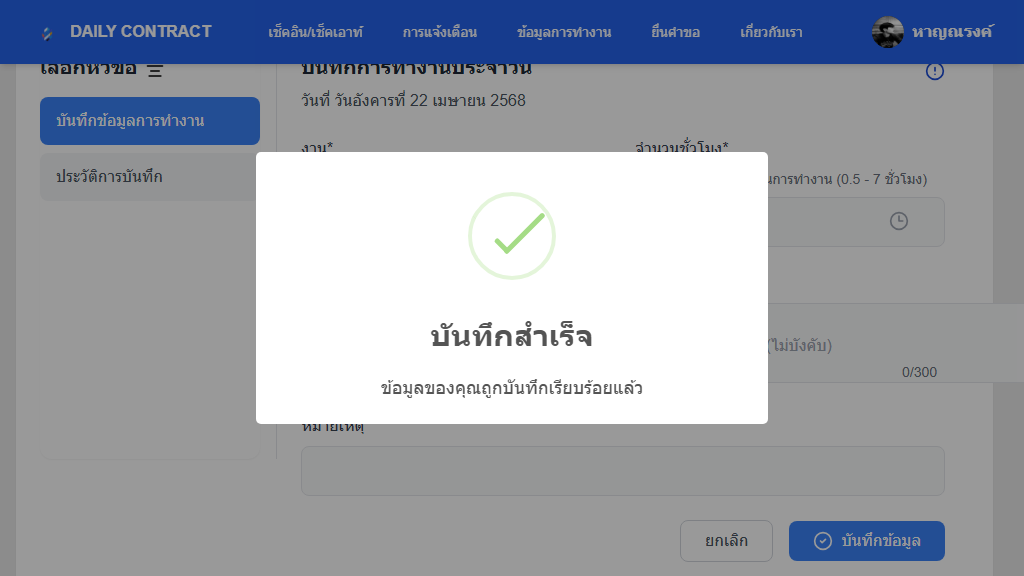 DAILY CONTRACT
เช็คอิน/เช็คเอาท์
การแจ้งเตือน
ข้อมูลการทำงาน
ยื่นคำขอ
เกี่ยวกับเรา
หาญณรงค์
เลือกหัวข้อ
บันทึกข้อมูลการทำงาน
ประวัติการบันทึก
บันทึกการทำงานประจำวัน
วันที่ วันอังคารที่ 22 เมษายน 2568
งาน*
จำนวนชั่วโมง*
การทำงาน (0.5 - 7 ชั่วโมง)
(ไม่บังคับ)
0/300
บันทึกสำเร็จ
ข้อมูลของคุณถูกบันทึกเรียบร้อยแล้ว
หมายเหตุ
ยกเลิก
บันทึกข้อมูล